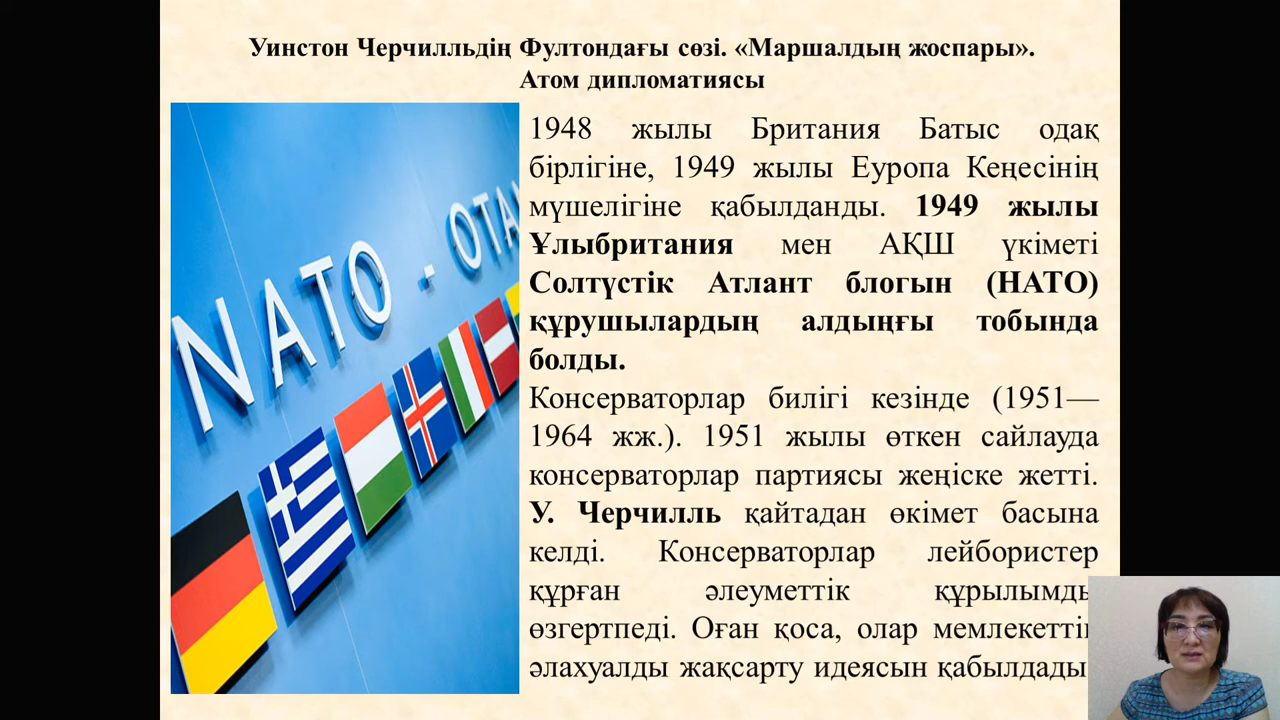 Уинстон Черчилльдің Фултондағы сөзі. «Маршалдың жоспары».
Атом дипломатиясы
1948 жылы Британия Батыс одақ
бірлігіне, 1949 жылы Еуропа Кеңесінің
мүшелігіне қабылданды. 1949 жылы
Ұлыбритания мен АҚШ үкіметі
Солтүстік Атлант блогын (НАТО)
құрушылардың алдыңғы тобында
болды.
Консерваторлар билігі кезінде (1951—
1964 жж.). 1951 жылы өткен сайлауда
консерваторлар партиясы жеңіске жетті.
У. Черчилль қайтадан өкімет басына
келді. Консерваторлар лейбористер
құрған әлеуметтік құрылымды
өзгертпеді. Оған қоса, олар мемлекеттік
әлахуалды жақсарту идеясын қабылдады
NATO - OTA